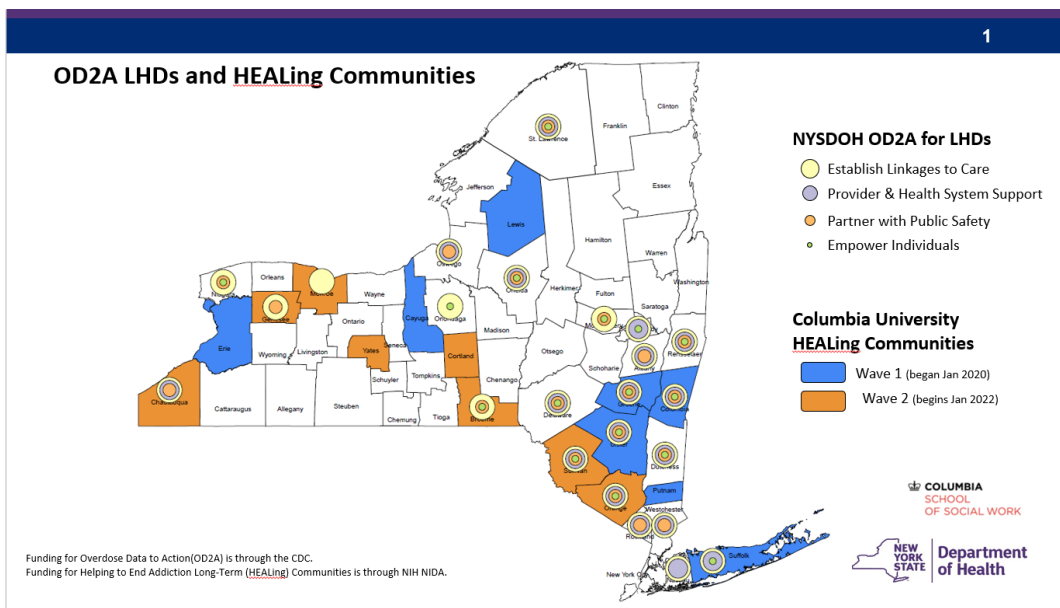 1
OD2A LHDs and HEALing Communities
Clinton
St. Lawrence
Franklin
Jefferson
Essex
Lewis
Hamilton
Warren
Washington
Oswego
Oneida
Herkimer
Fulton
Saratoga
Niagara
Orleans
Monroe
Wayne
Cayuga
Onondaga
Madison
Genesee
Ontario
Seneca
Erie
Wyoming
Livingston
Yates
Cortland
Otsego
Schoharie
Albany
Rensselaer
Schuyler
Tompkins
Chenango
Chautauqua
Cattaraugus
Allegany
Steuben
Chemung
Tioga
Broome
Delaware
Greene
Columbia
Ulster
Sullivan
Dutchess
Orange
Putnam
Westchester
Rockland
Suffolk
New York C
NYSDOH OD2A for LHDs
Establish Linkages to Care
Provider & Health System Support
Partner with Public Safety
Empower Individuals
Columbia University
HEALing Communities
Wave 1 (began Jan 2020)
Wave 2 (begins Jan 2022)
COLUMBIA
SCHOOL
OF SOCIAL WORK
NEW
YORK
STATE
Department
of Health
Funding for Overdose Data to Action(OD2A) is through the CDC.
Funding for Helping to End Addiction Long-Term (HEALing) Communities is through NIH NIDA.